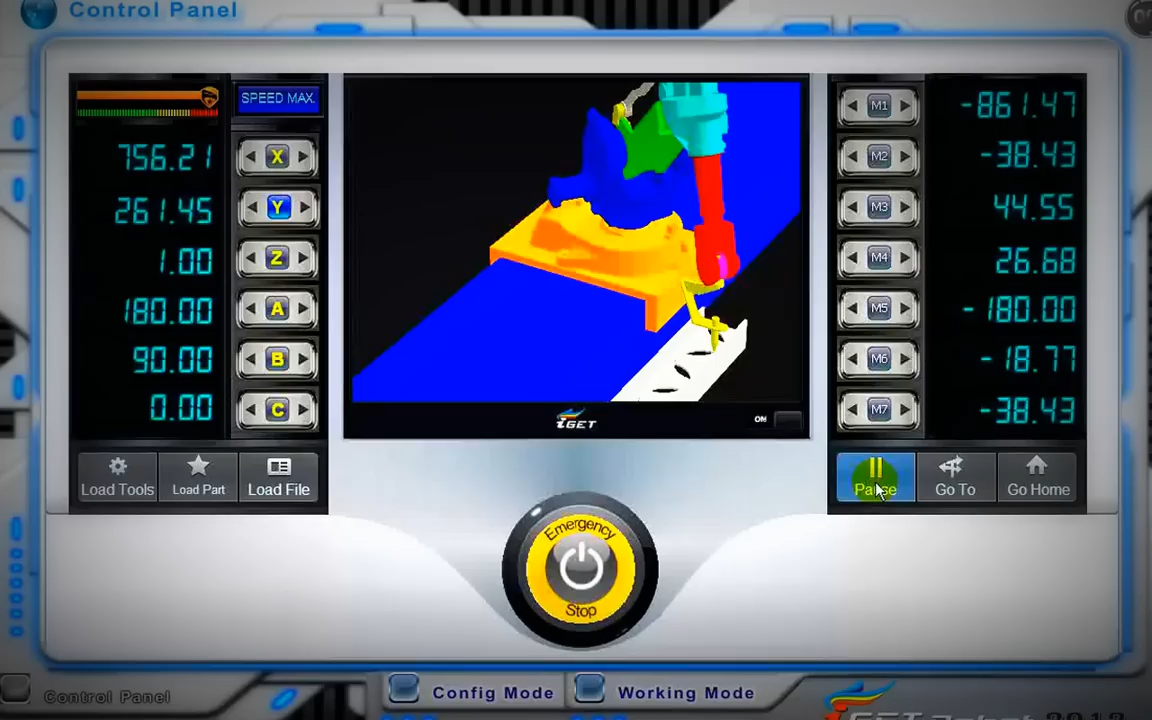 Control Panel
SPEED MAX.
756.21 X
261.45 Y
1.00 Z
180.00 A
90.00 B
0.00 C
Load Tools Load Part Load File
iGET
ON
M1 -861.47
M2 -38.43
M3 44.55
M4 26.68
M5 -180.00
M6 -18.77
M7 -38.43
Pause Go To Go Home
Emergency
Stop
Control Panel Config Mode Working Mode